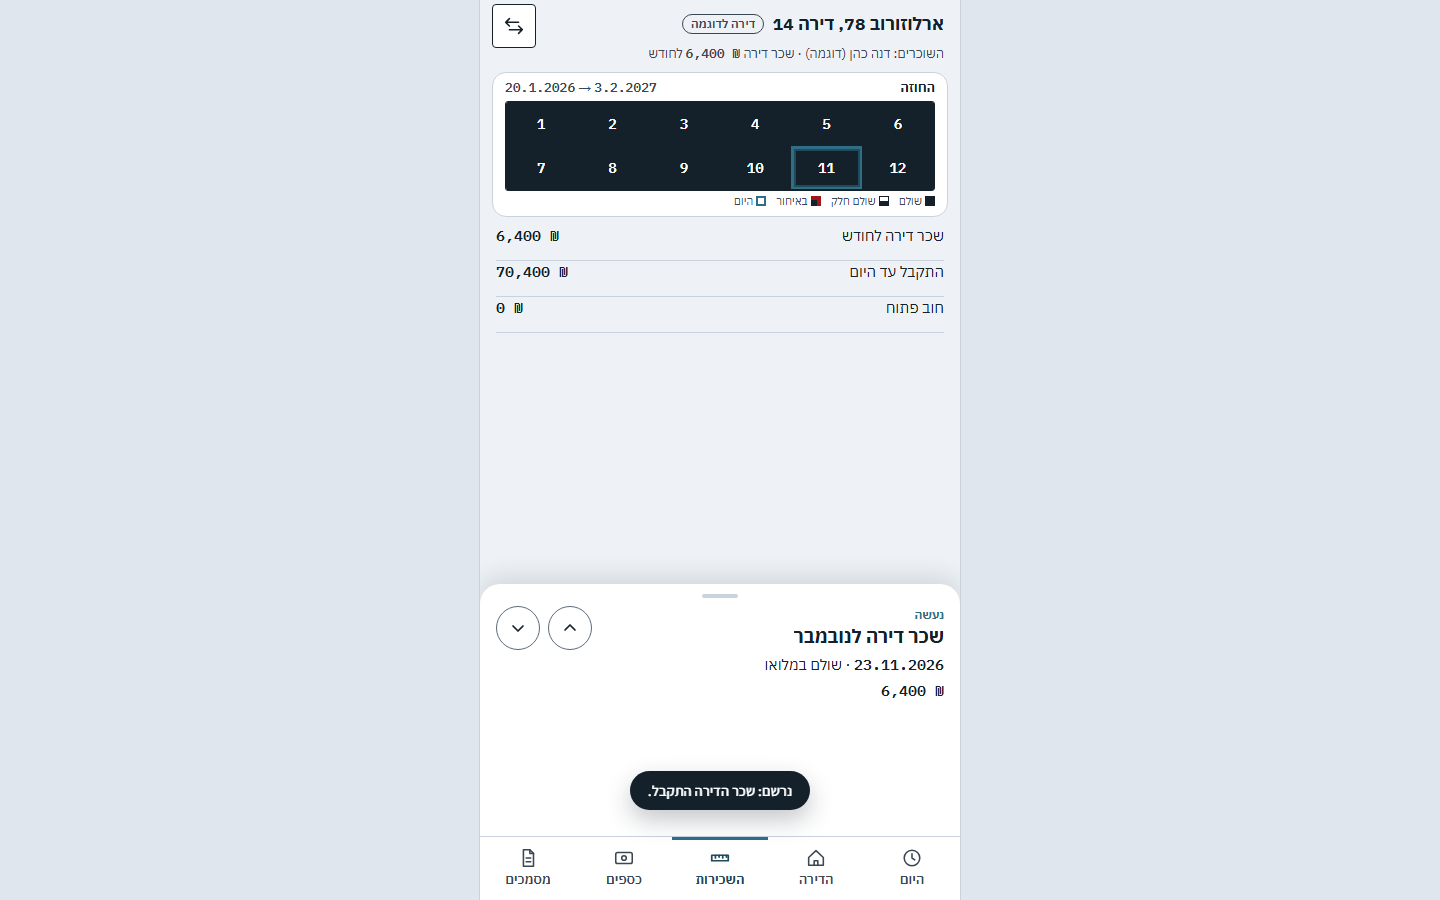 ארלוזורוב 78, דירה 14 דירה לדוגמה
השוכרים: דנה כהן (דוגמה) · שכר דירה 6,400 ₪ לחודש
החוזה 20.1.2026 → 3.2.2027
1 2 3 4 5 6
7 8 9 10 11 12
שולם שולם חלק באיחור היום
שכר דירה לחודש 6,400 ₪
התקבל עד היום 70,400 ₪
חוב פתוח 0 ₪
נעשה
שכר דירה לנובמבר
23.11.2026 · שולם במלואו
6,400 ₪
נרשם: שכר הדירה התקבל.
היום הדירה השכירות כספים מסמכים